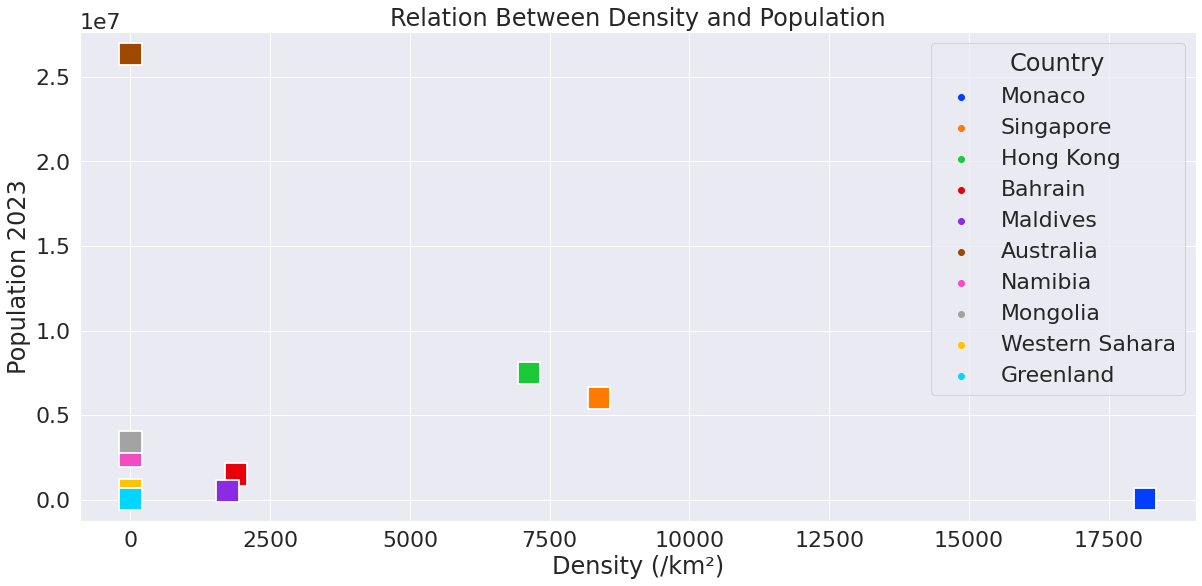 Relation Between Density and Population
1e7
2.5
2.0
1.5
1.0
0.5
0.0
Population 2023
0 2500 5000 7500 10000 12500 15000 17500
Density (/km²)
Country
Monaco
Singapore
Hong Kong
Bahrain
Maldives
Australia
Namibia
Mongolia
Western Sahara
Greenland